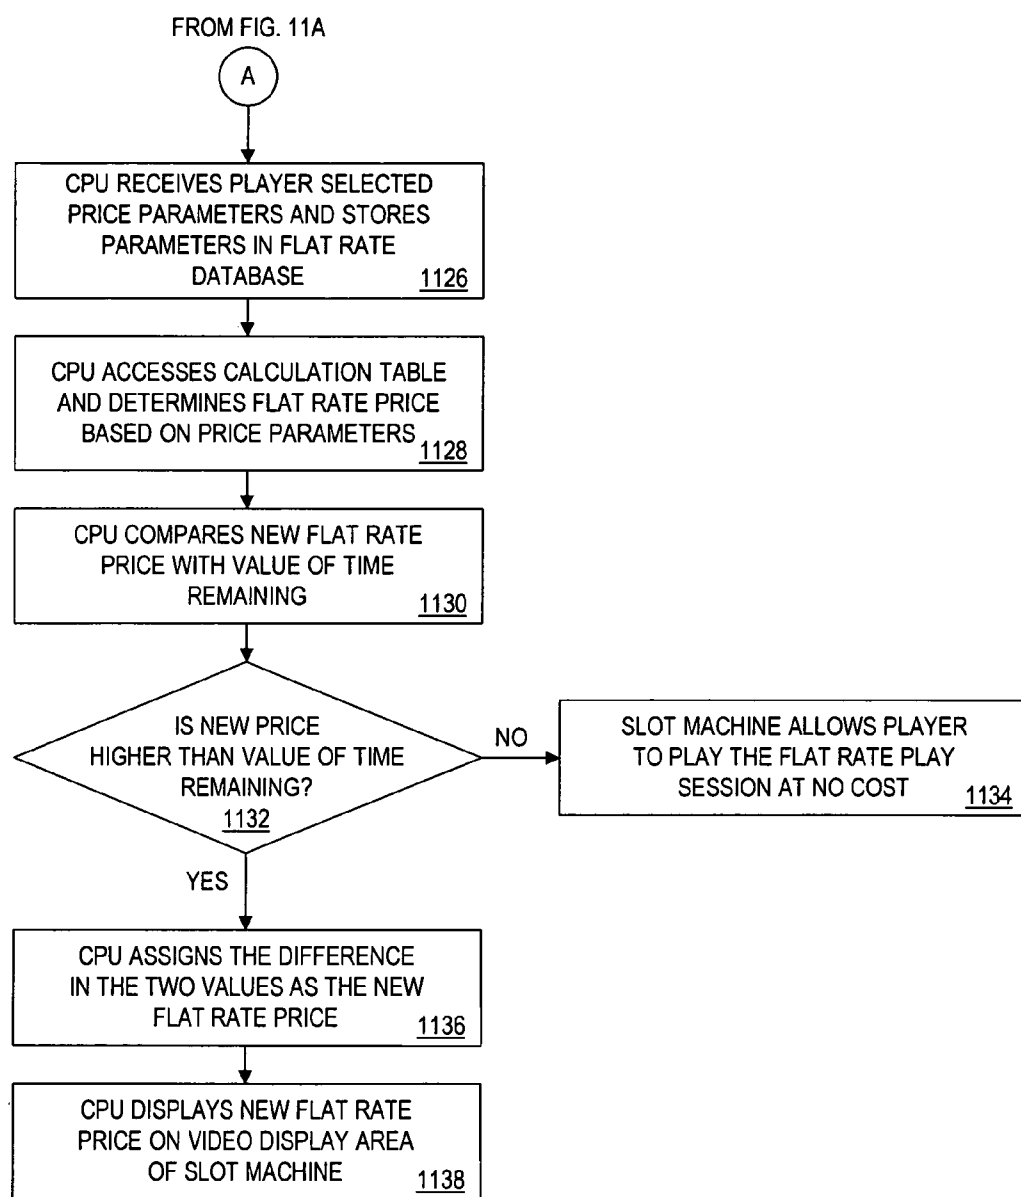 FROM FIG. 11A
A
CPU RECEIVES PLAYER SELECTED
PRICE PARAMETERS AND STORES
PARAMETERS IN FLAT RATE
DATABASE
1126
CPU ACCESSES CALCULATION TABLE
AND DETERMINES FLAT RATE PRICE
BASED ON PRICE PARAMETERS
1128
CPU COMPARES NEW FLAT RATE
PRICE WITH VALUE OF TIME
REMAINING
1130
IS NEW PRICE
HIGHER THAN VALUE OF TIME
REMAINING?
1132
NO
SLOT MACHINE ALLOWS PLAYER
TO PLAY THE FLAT RATE PLAY
SESSION AT NO COST
1134
YES
CPU ASSIGNS THE DIFFERENCE
IN THE TWO VALUES AS THE NEW
FLAT RATE PRICE
1136
CPU DISPLAYS NEW FLAT RATE
PRICE ON VIDEO DISPLAY AREA
OF SLOT MACHINE
1138